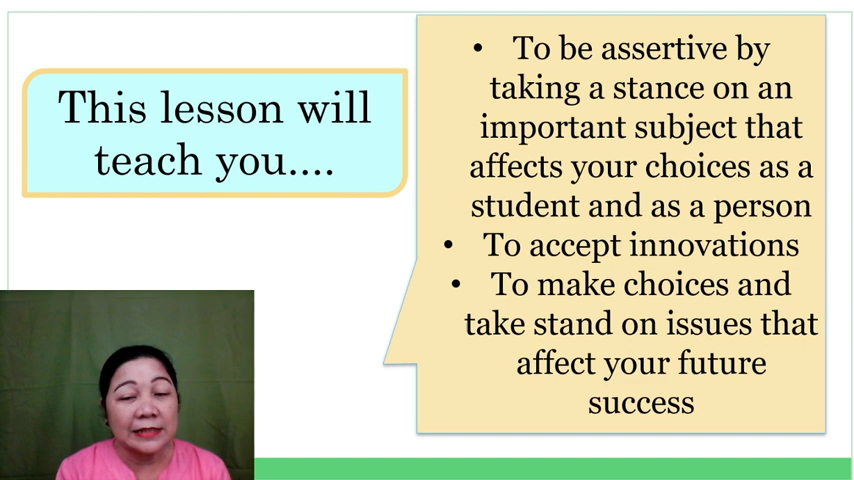 This lesson will
teach you....
• To be assertive by
taking a stance on an
important subject that
affects your choices as a
student and as a person
• To accept innovations
• To make choices and
take stand on issues that
affect your future
success